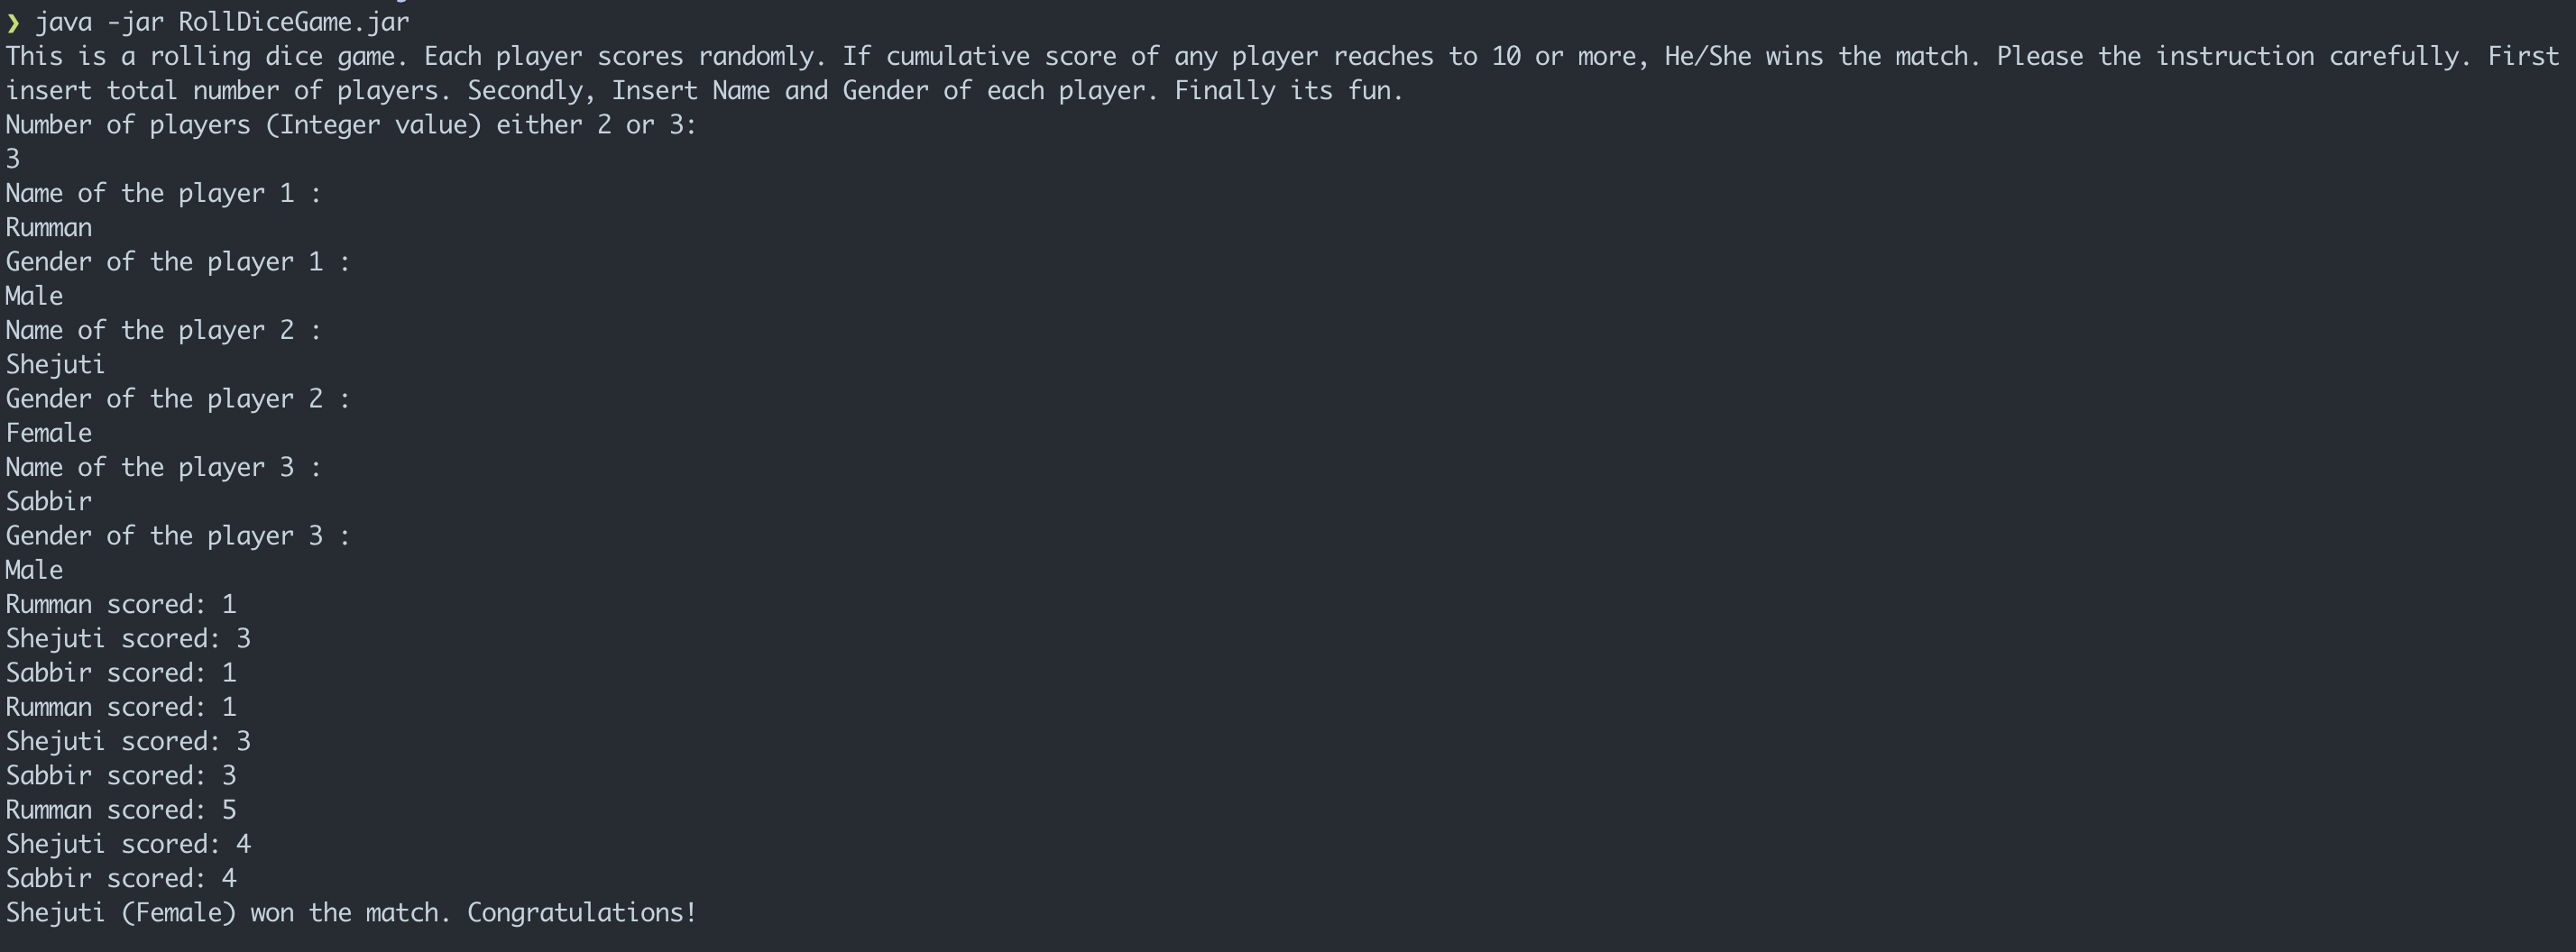 ❯ java -jar RollDiceGame.jar
This is a rolling dice game. Each player scores randomly. If cumulative score of any player reaches to 10 or more, He/She wins the match. Please the instruction carefully. First
insert total number of players. Secondly, Insert Name and Gender of each player. Finally its fun.
Number of players (Integer value) either 2 or 3:
3
Name of the player 1 :
Rumman
Gender of the player 1 :
Male
Name of the player 2 :
Shejuti
Gender of the player 2 :
Female
Name of the player 3 :
Sabbir
Gender of the player 3 :
Male
Rumman scored: 1
Shejuti scored: 3
Sabbir scored: 1
Rumman scored: 1
Shejuti scored: 3
Sabbir scored: 3
Rumman scored: 5
Shejuti scored: 4
Sabbir scored: 4
Shejuti (Female) won the match. Congratulations!